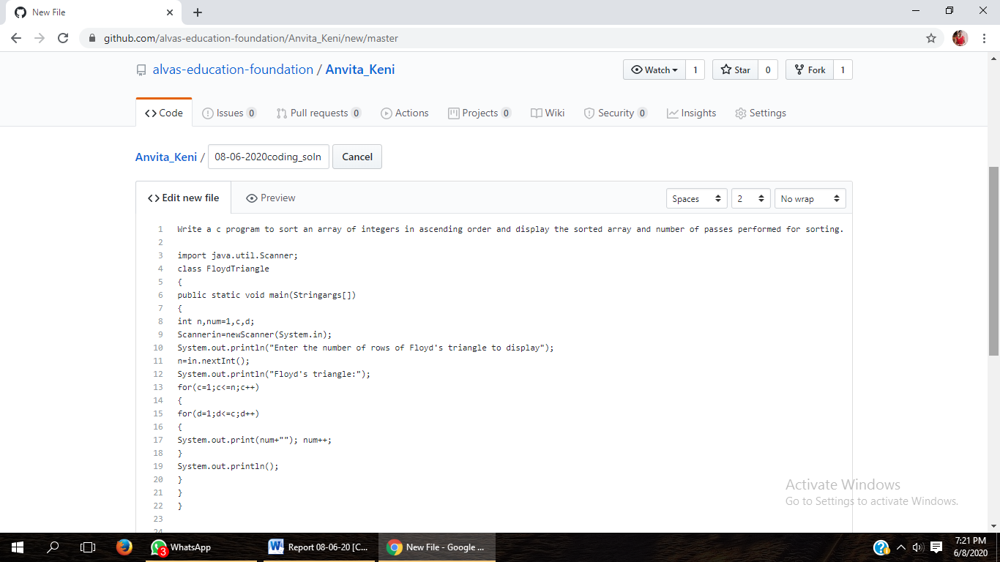 New File
github.com/alvas-education-foundation/Anvita_Keni/new/master
alvas-education-foundation / Anvita_Keni
Watch 1 Star 0 Fork 1
Code Issues 0 Pull requests 0 Actions Projects 0 Wiki Security 0 Insights Settings
Anvita_Keni / 08-06-2020coding_soln Cancel
Edit new file Preview Spaces 2 No wrap
1 Write a c program to sort an array of integers in ascending order and display the sorted array and number of passes performed for sorting.
2
3 import java.util.Scanner;
4 class FloydTriangle
5 {
6 public static void main(Stringargs[])
7 {
8 int n,num=1,c,d;
9 Scannerin=newScanner(System.in);
10 System.out.println("Enter the number of rows of Floyd's triangle to display");
11 n=in.nextInt();
12 System.out.println("Floyd's triangle:");
13 for(c=1;c<=n;c++)
14 {
15 for(d=1;d<=c;d++)
16 {
17 System.out.print(num+""); num++;
18 }
19 System.out.println();
20 }
21 }
22 }
23
24
Activate Windows
Go to Settings to activate Windows.
3 WhatsApp Report 08-06-20 [C... New File - Google ... 7:21 PM
6/8/2020